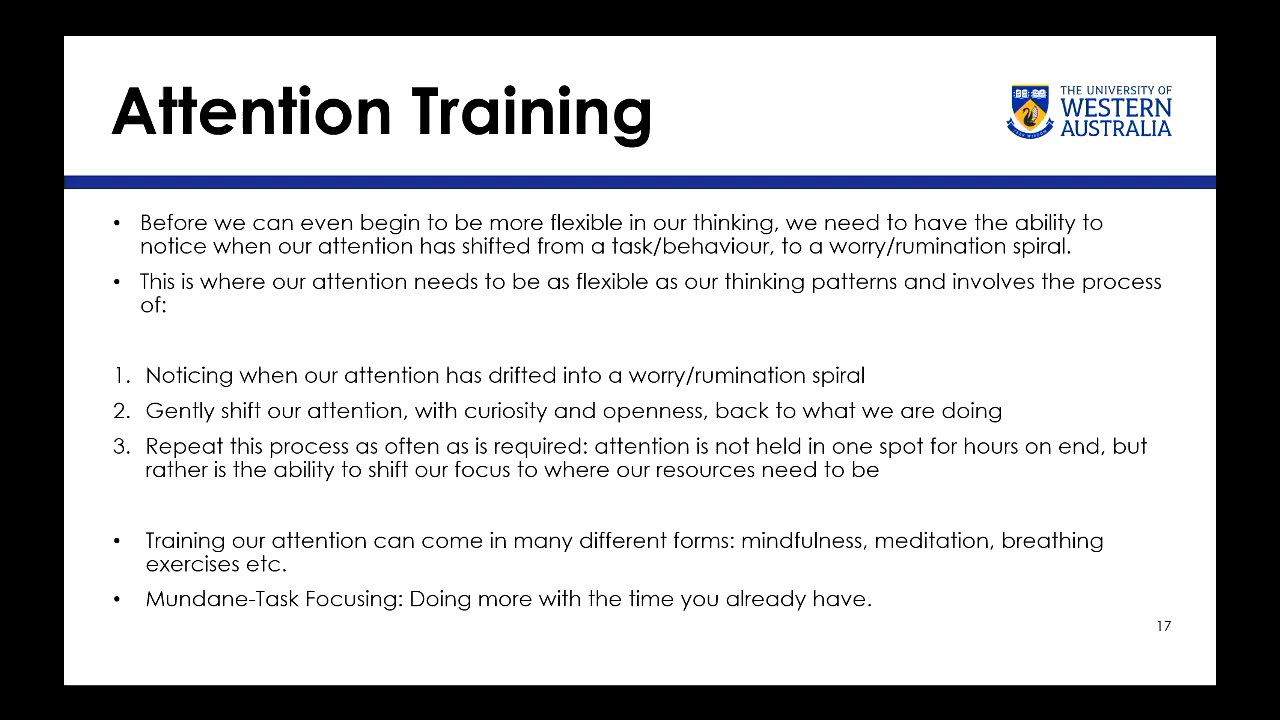 Attention Training
THE UNIVERSITY OF
WESTERN
AUSTRALIA
• Before we can even begin to be more flexible in our thinking, we need to have the ability to
notice when our attention has shifted from a task/behaviour, to a worry/rumination spiral.
• This is where our attention needs to be as flexible as our thinking patterns and involves the process
of:
1. Noticing when our attention has drifted into a worry/rumination spiral
2. Gently shift our attention, with curiosity and openness, back to what we are doing
3. Repeat this process as often as is required: attention is not held in one spot for hours on end, but
rather is the ability to shift our focus to where our resources need to be
• Training our attention can come in many different forms: mindfulness, meditation, breathing
exercises etc.
• Mundane-Task Focusing: Doing more with the time you already have.
17